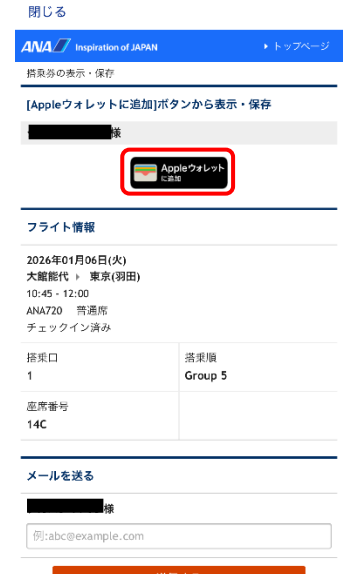 閉じる
ANA Inspiration of JAPAN
トップページ
搭乗券の表示・保存
[Appleウォレットに追加]ボタンから表示・保存
様
Appleウォレット
に追加
フライト情報
2026年01月06日(火)
大館能代 ▶ 東京(羽田)
10:45 - 12:00
ANA720 普通席
チェックイン済み
搭乗口
1
搭乗順
Group 5
座席番号
14C
メールを送る
様
例:abc@example.com